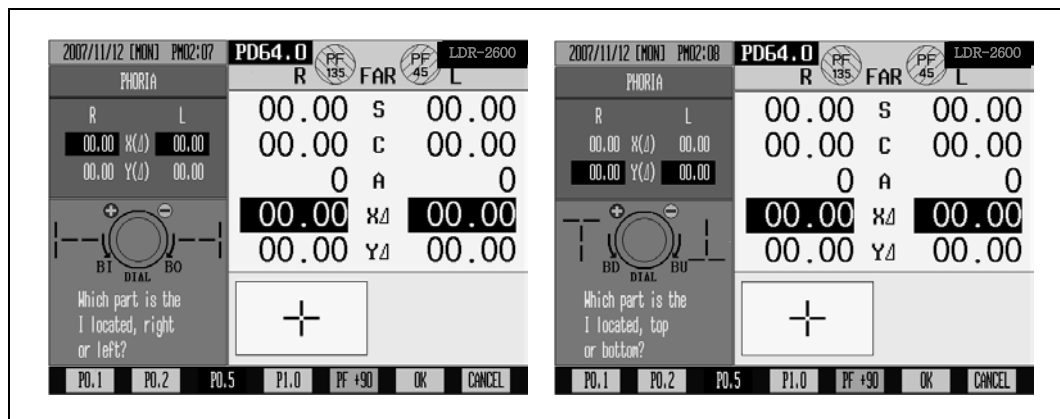 2007/11/12 [MON] PM02:07
PD64.0 PF 135 PF 45 LDR-2600
PHORIA
R FAR L
R L
00.00 X(Δ) 00.00
00.00 Y(Δ) 00.00
00.00 S 00.00
00.00 C 00.00
0 A 0
00.00 XΔ 00.00
00.00 YΔ 00.00
+ -
BI DIAL BO
Which part is the
I located, right
or left?
P0.1 P0.2 P0.5 P1.0 PF +90 OK CANCEL
2007/11/12 [MON] PM02:08
PD64.0 PF 135 PF 45 LDR-2600
PHORIA
R FAR L
R L
00.00 X(Δ) 00.00
00.00 Y(Δ) 00.00
00.00 S 00.00
00.00 C 00.00
0 A 0
00.00 XΔ 00.00
00.00 YΔ 00.00
+ -
BD DIAL BU
Which part is the
I located, top
or bottom?
P0.1 P0.2 P0.5 P1.0 PF +90 OK CANCEL